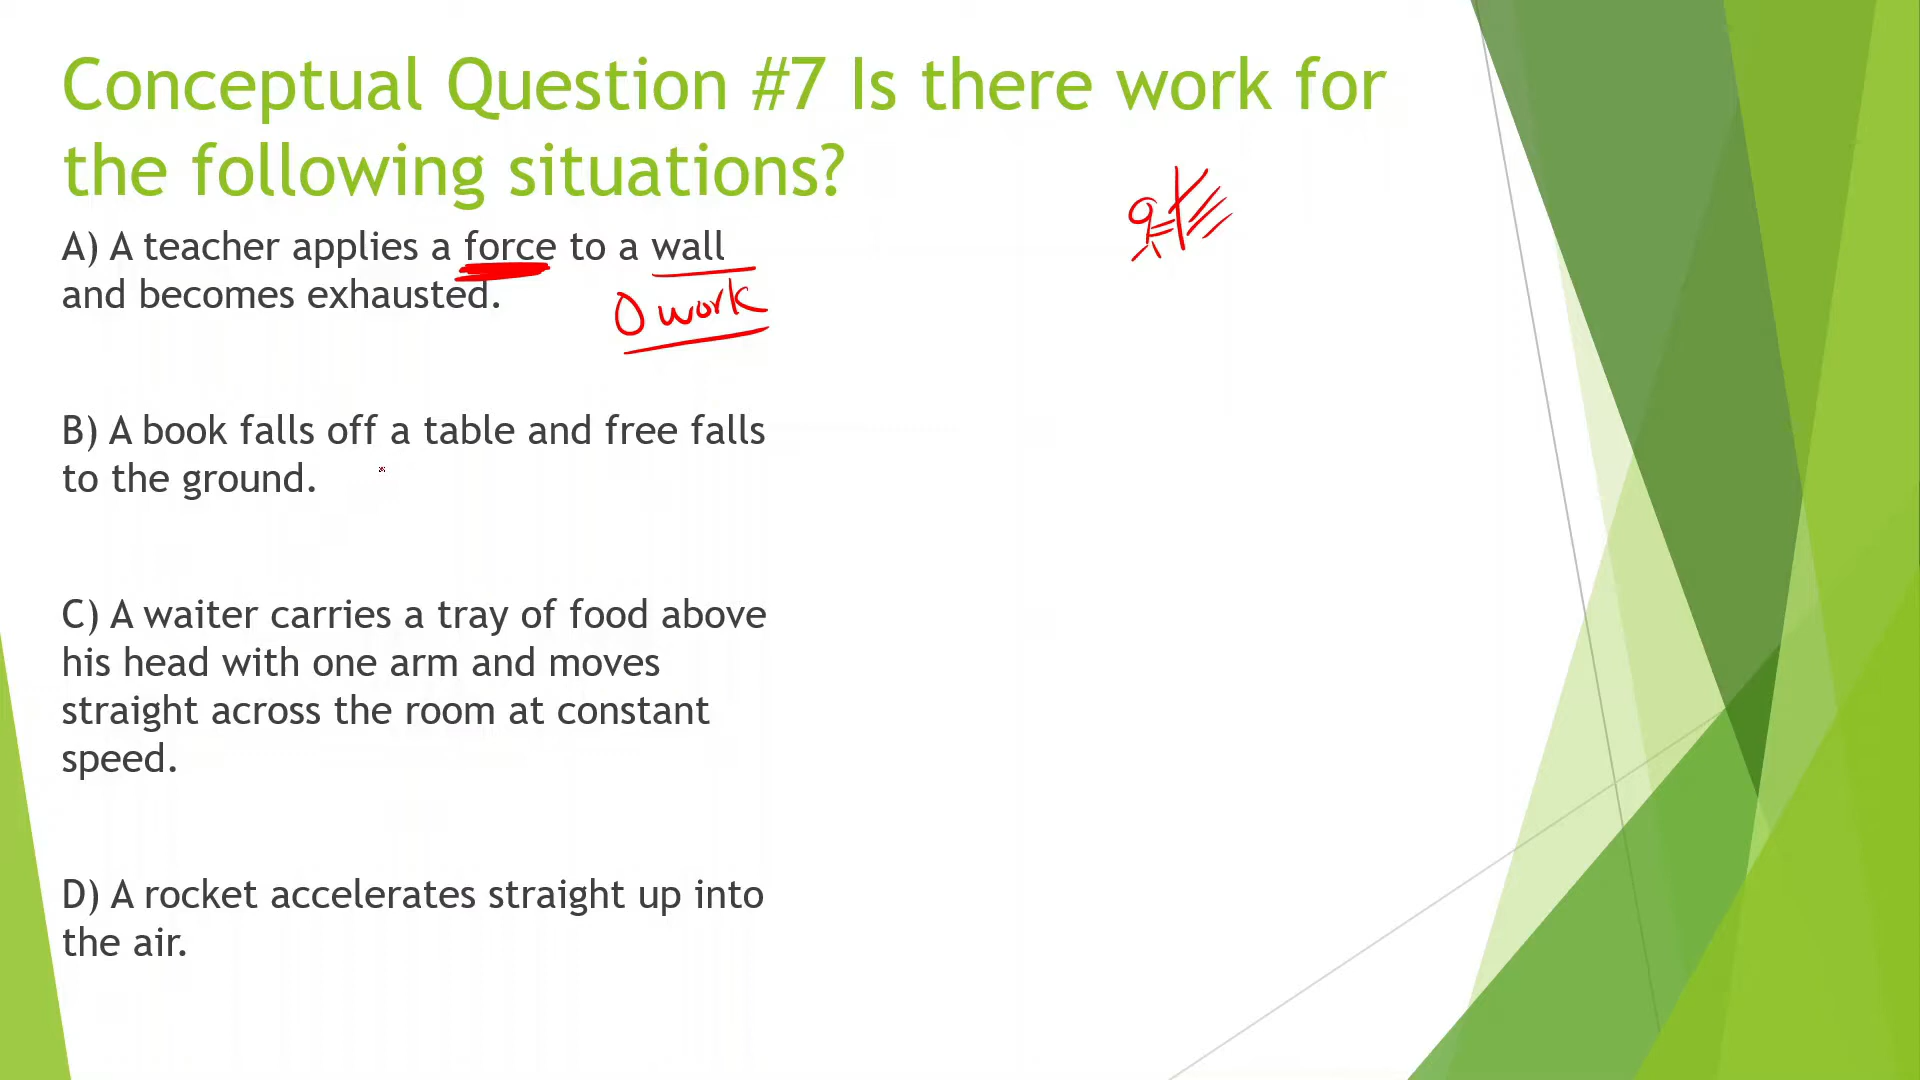 Conceptual Question #7 Is there work for
the following situations?
A) A teacher applies a force to a wall
and becomes exhausted.
0 work
B) A book falls off a table and free falls
to the ground.
C) A waiter carries a tray of food above
his head with one arm and moves
straight across the room at constant
speed.
D) A rocket accelerates straight up into
the air.